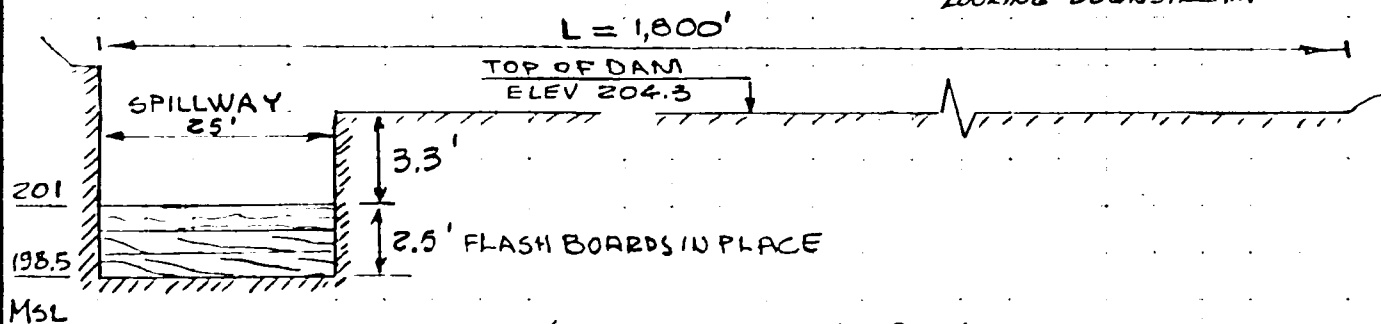 LOOKING DOWNSTREAM
L = 1,800'
TOP OF DAM
ELEV 204.3
SPILLWAY
25'
3.3'
201
2.5' FLASH BOARDS IN PLACE
198.5
MSL